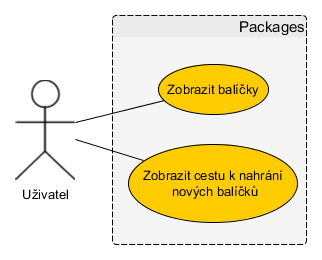 Packages
Zobrazit balíčky
Zobrazit cestu k nahrání
nových balíčků
Uživatel